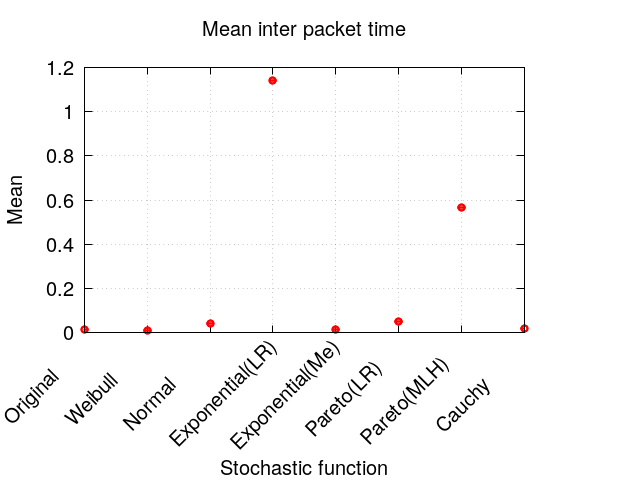 Mean inter packet time
1.2
1
0.8
0.6
0.4
0.2
0
Mean
Original
Weibull
Normal
Exponential(LR)
Exponential(Me)
Pareto(LR)
Pareto(MLH)
Cauchy
Stochastic function